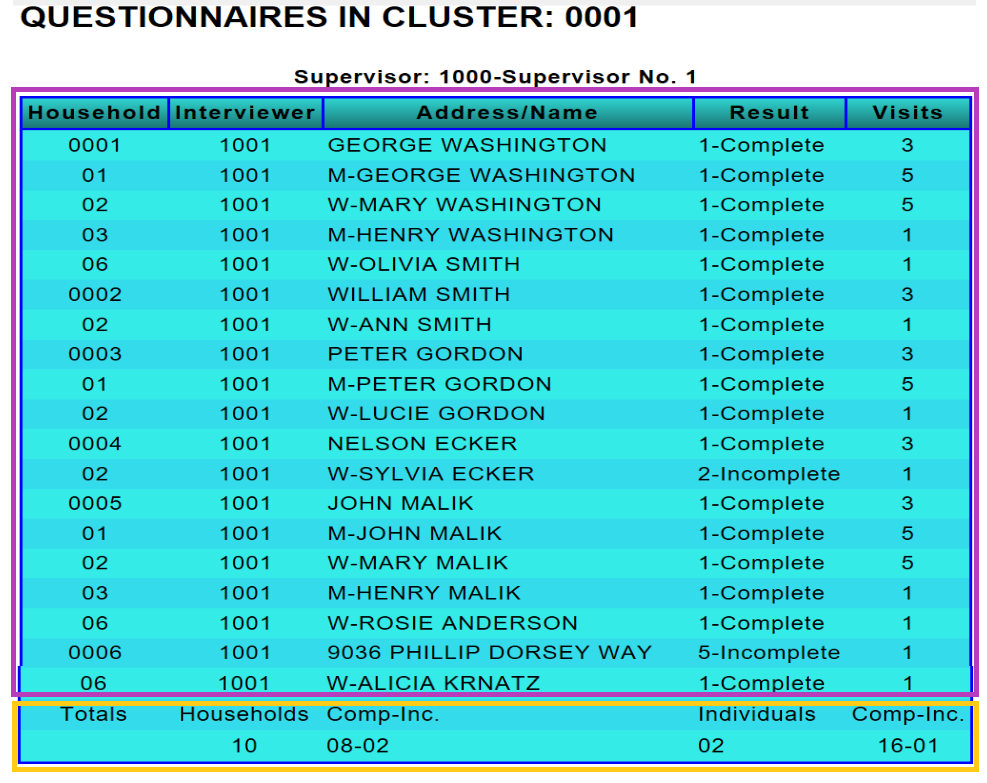 QUESTIONNAIRES IN CLUSTER: 0001
Supervisor: 1000-Supervisor No. 1
Household Interviewer Address/Name Result Visits
0001 1001 GEORGE WASHINGTON 1-Complete 3
01 1001 M-GEORGE WASHINGTON 1-Complete 5
02 1001 W-MARY WASHINGTON 1-Complete 5
03 1001 M-HENRY WASHINGTON 1-Complete 1
06 1001 W-OLIVIA SMITH 1-Complete 1
0002 1001 WILLIAM SMITH 1-Complete 3
02 1001 W-ANN SMITH 1-Complete 1
0003 1001 PETER GORDON 1-Complete 3
01 1001 M-PETER GORDON 1-Complete 5
02 1001 W-LUCIE GORDON 1-Complete 1
0004 1001 NELSON ECKER 1-Complete 3
02 1001 W-SYLVIA ECKER 2-Incomplete 1
0005 1001 JOHN MALIK 1-Complete 3
01 1001 M-JOHN MALIK 1-Complete 5
02 1001 W-MARY MALIK 1-Complete 5
03 1001 M-HENRY MALIK 1-Complete 1
06 1001 W-ROSIE ANDERSON 1-Complete 1
0006 1001 9036 PHILLIP DORSEY WAY 5-Incomplete 1
06 1001 W-ALICIA KRNATZ 1-Complete 1
Totals Households Comp-Inc. Individuals Comp-Inc.
10 08-02 02 16-01